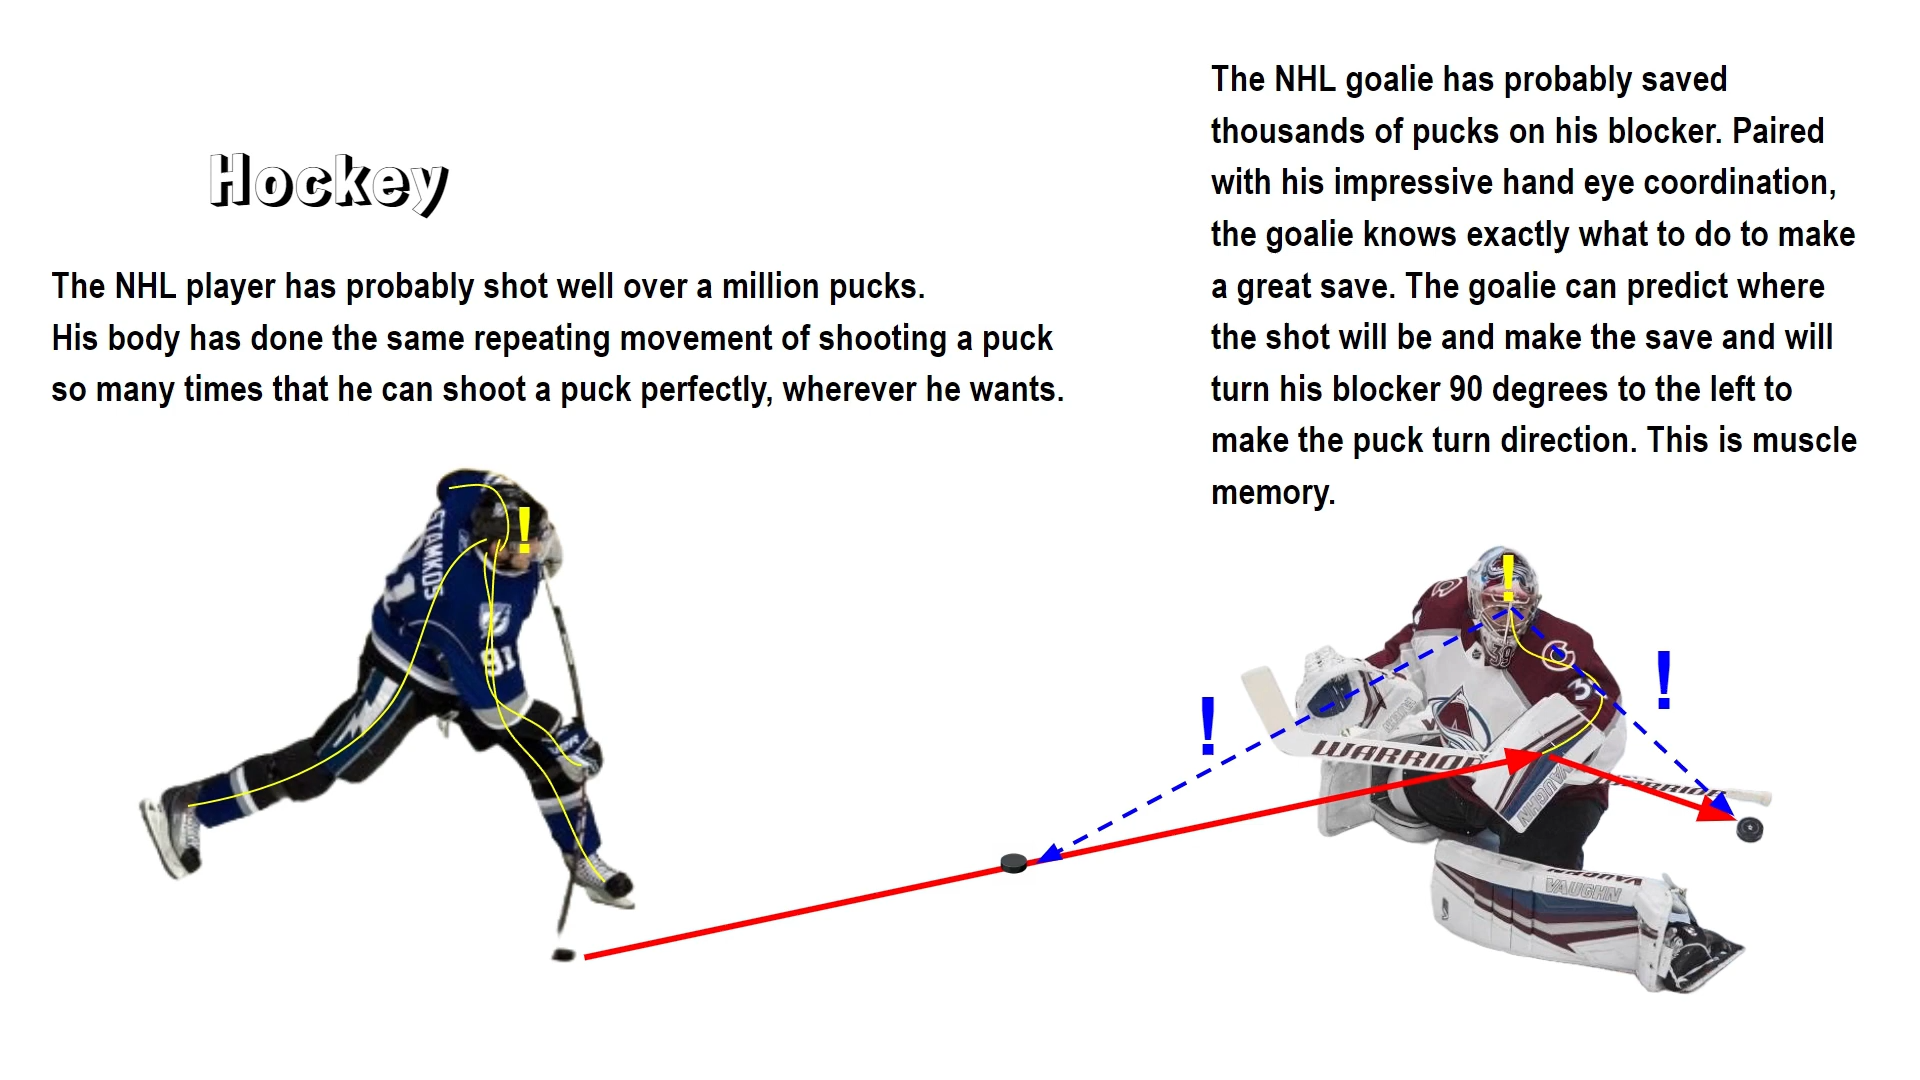 Hockey
The NHL player has probably shot well over a million pucks.
His body has done the same repeating movement of shooting a puck
so many times that he can shoot a puck perfectly, wherever he wants.
The NHL goalie has probably saved
thousands of pucks on his blocker. Paired
with his impressive hand eye coordination,
the goalie knows exactly what to do to make
a great save. The goalie can predict where
the shot will be and make the save and will
turn his blocker 90 degrees to the left to
make the puck turn direction. This is muscle
memory.
STAMKOS
91
91
!
!
!
!
39
WARRIOR
WARRIOR
VAUGHN
VAUGHN
VAUGHN